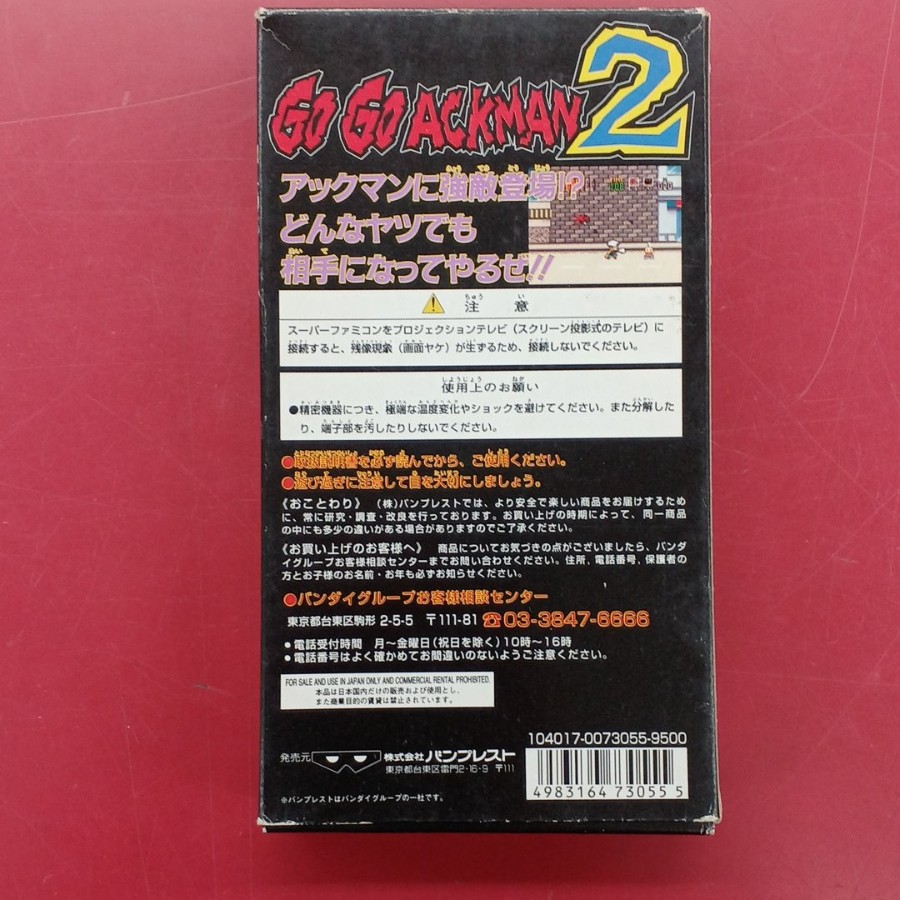 GO GO ACKMAN 2
アックマンに強敵登場!?
どんなヤツでも
相手になってやるぜ!!
注意
スーパーファミコンをプロジェクションテレビ（スクリーン投影式のテレビ）に
接続すると、残像現象（画面ヤケ）が生ずるため、接続しないでください。
使用上のお願い
●精密機器につき、極端な温度変化やショックを避けてください。また分解した
り、端子部を汚したりしないでください。
●取扱説明書を必ず読んでから、ご使用ください。
●遊び過ぎに注意して目を大切にしましょう。
《おことわり》（株）バンプレストでは、より安全で楽しい商品をお届けするため
に、常に研究・調査・改良を行っております。お買い上げの時期によって、同一商品
の中にも多少の違いがある場合がありますのでご了承ください。
《お買い上げのお客様へ》 商品についてお気づきの点がございましたら、バンダ
イグループお客様相談センターまでお問い合わせください。住所、電話番号、保護者の
方とお子様のお名前・お年も必ずお知らせください。
●バンダイグループお客様相談センター
東京都台東区駒形 2-5-5 〒111-81 ☎03-3847-6666
●電話受付時間 月〜金曜日（祝日を除く）10時〜16時
●電話番号はよく確かめてお間違いのないようご注意ください。
FOR SALE AND USE IN JAPAN ONLY AND COMMERCIAL RENTAL PROHIBITED.
本品は日本国内だけの販売および使用とし、
また商業目的の賃貸は禁止されています。
104017-0073055-9500
発売元 株式会社 バンプレスト
東京都台東区雷門2-16-9 〒111
4983164 73055 5
※バンプレストはバンダイグループの一社です。